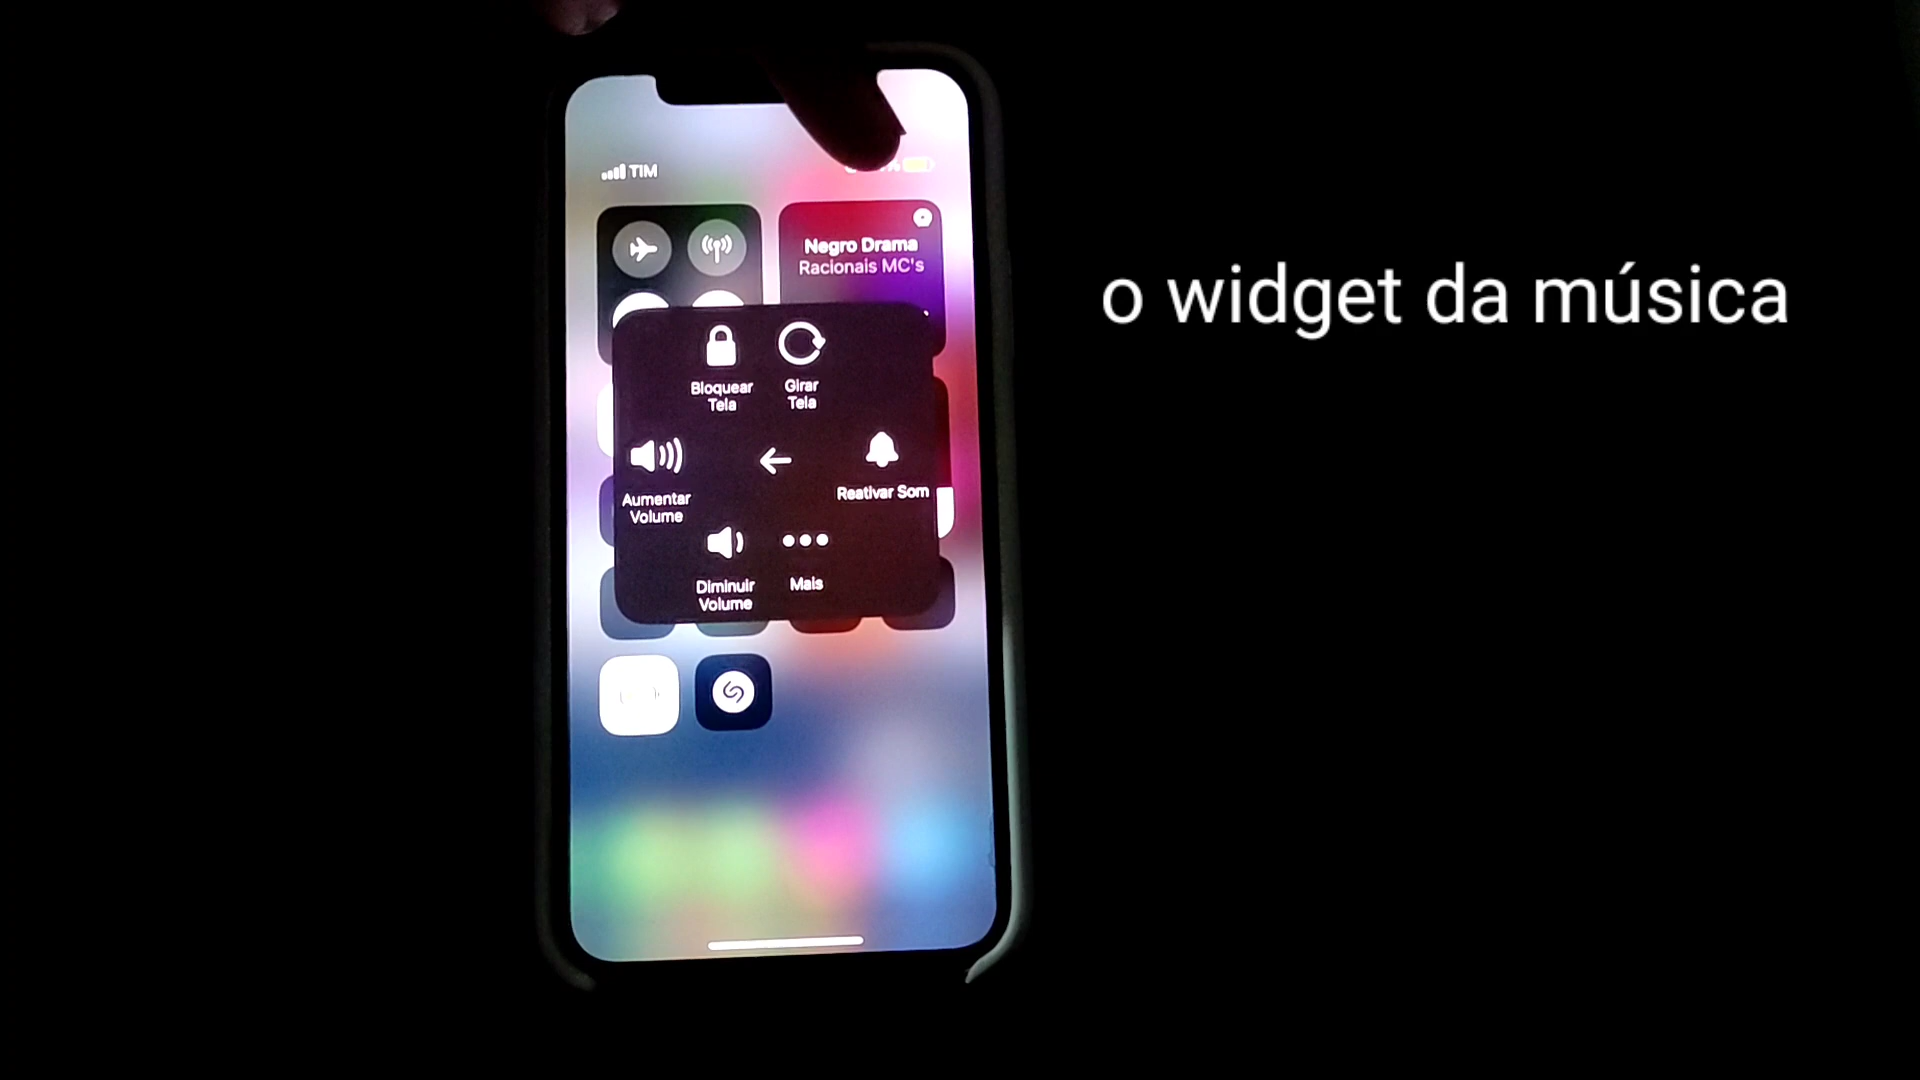 TIM
Negro Drama
Racionais MC's
o widget da música
Bloquear
Tela
Girar
Tela
Aumentar
Volume
Reativar Som
Diminuir
Volume
Mais